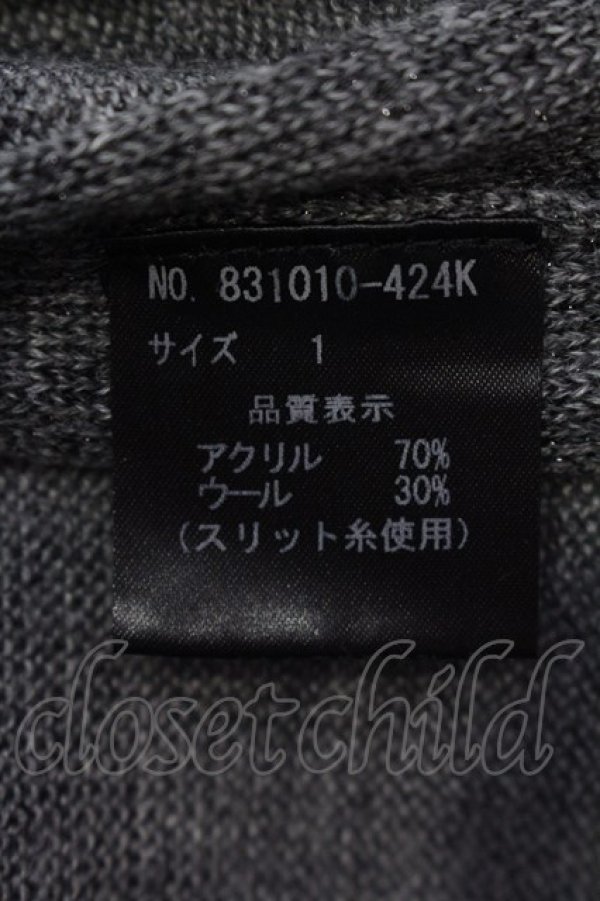 NO. 831010-424K
サイズ 1
品質表示
アクリル 70%
ウール 30%
(スリット糸使用)
closet child